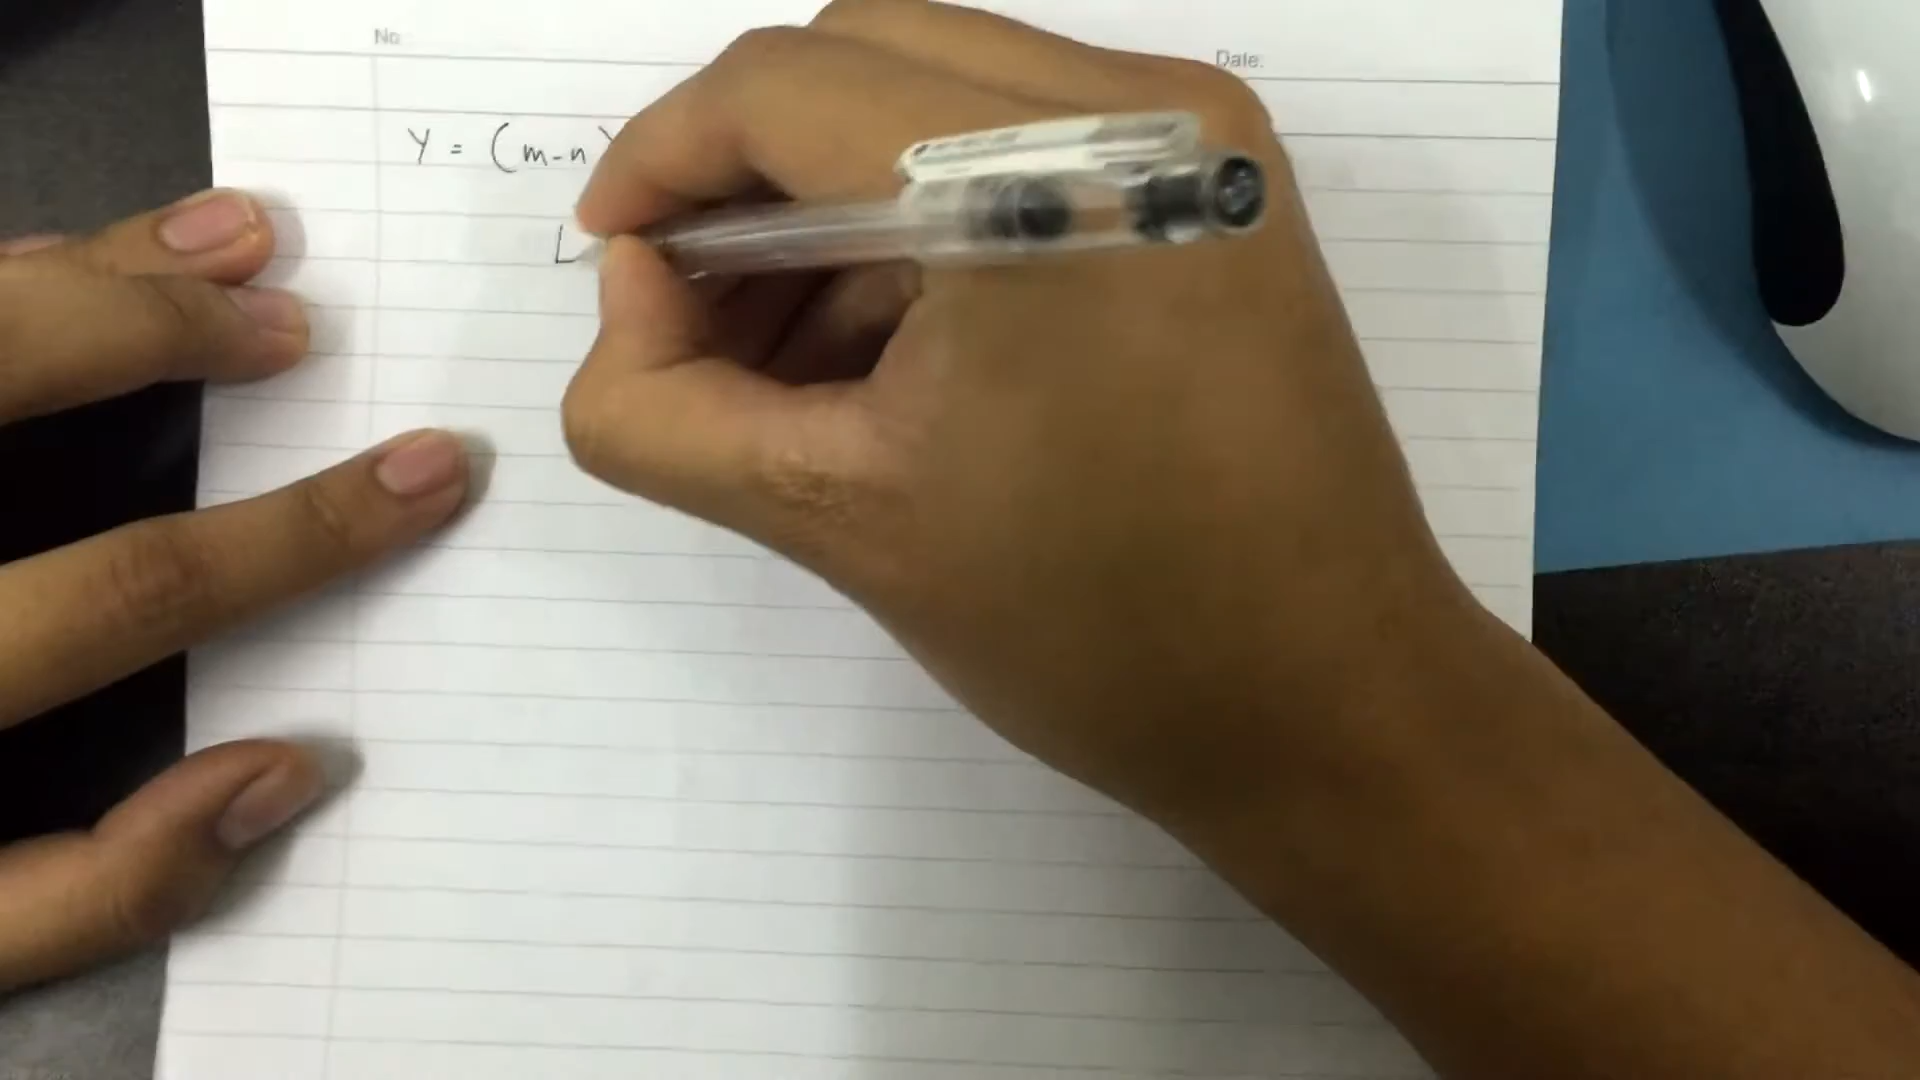 No
Date:
Y = (m-n)
L